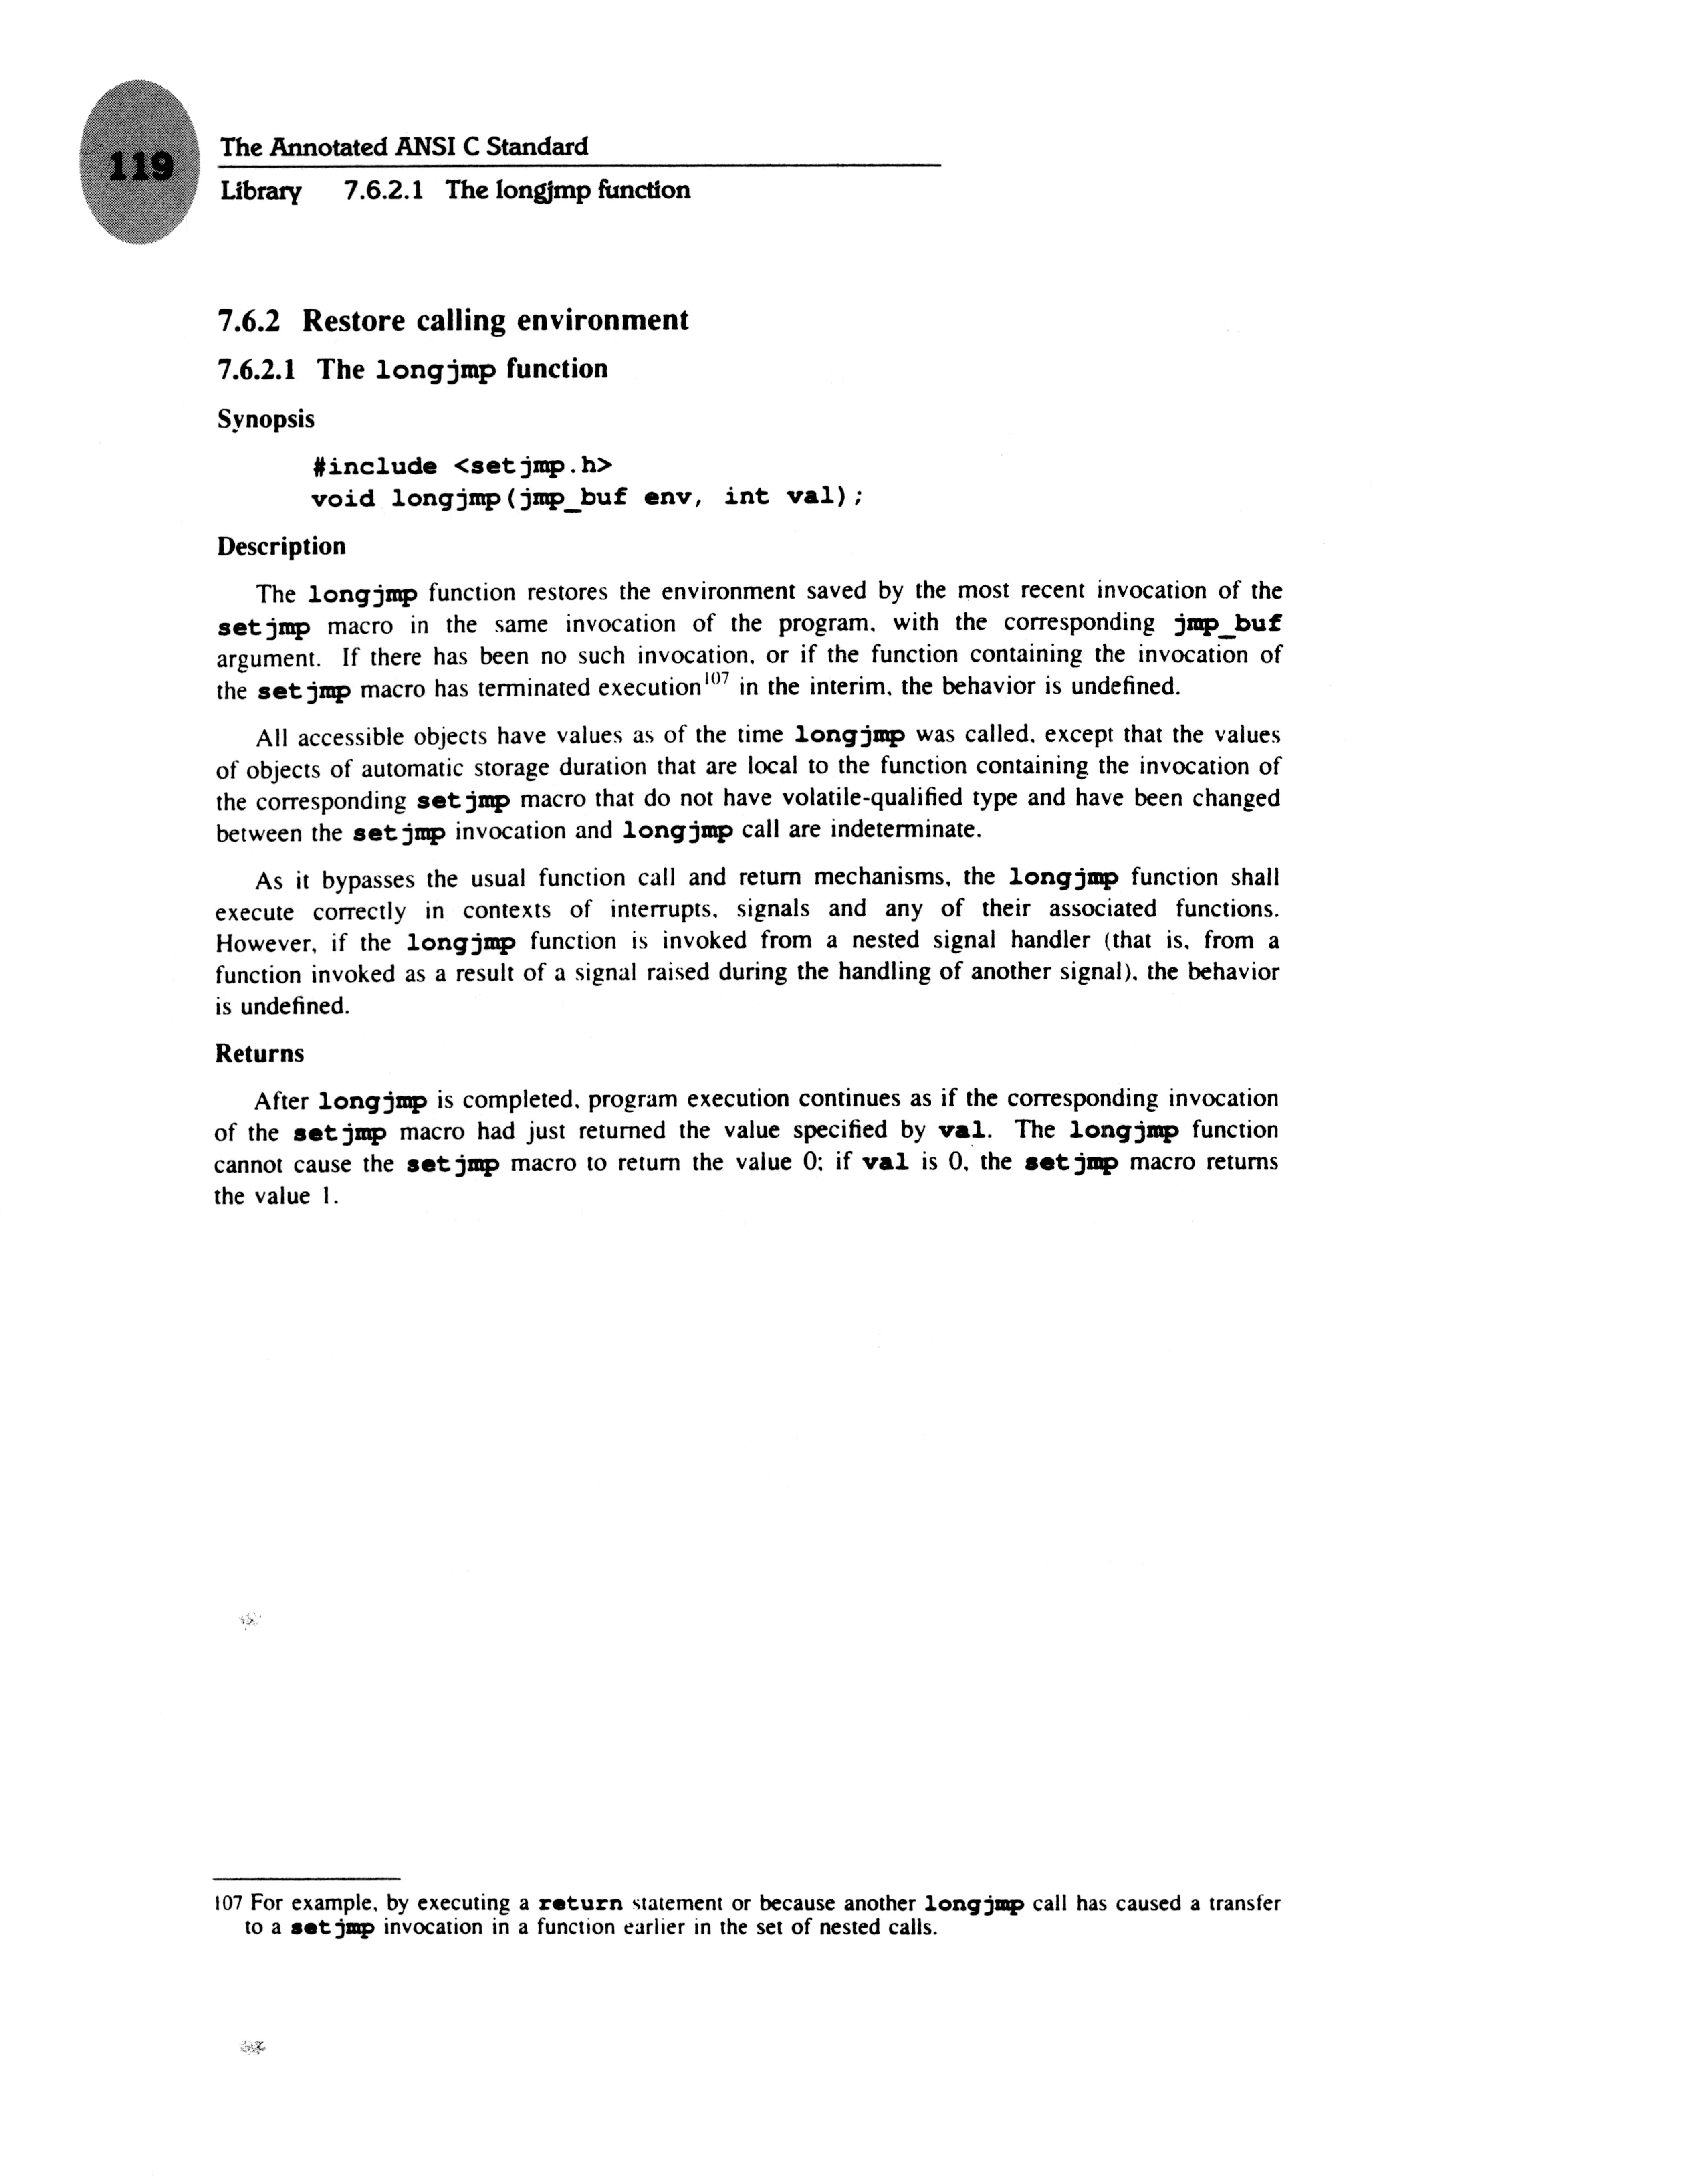 119
The Annotated ANSI C Standard
Library 7.6.2.1 The longjmp function
7.6.2 Restore calling environment
7.6.2.1 The longjmp function
Synopsis
#include <setjmp.h>
void longjmp(jmp_buf env, int val);
Description
The longjmp function restores the environment saved by the most recent invocation of the
setjmp macro in the same invocation of the program, with the corresponding jmp_buf
argument. If there has been no such invocation, or if the function containing the invocation of
the setjmp macro has terminated execution107 in the interim, the behavior is undefined.
All accessible objects have values as of the time longjmp was called, except that the values
of objects of automatic storage duration that are local to the function containing the invocation of
the corresponding setjmp macro that do not have volatile-qualified type and have been changed
between the setjmp invocation and longjmp call are indeterminate.
As it bypasses the usual function call and return mechanisms, the longjmp function shall
execute correctly in contexts of interrupts, signals and any of their associated functions.
However, if the longjmp function is invoked from a nested signal handler (that is, from a
function invoked as a result of a signal raised during the handling of another signal), the behavior
is undefined.
Returns
After longjmp is completed, program execution continues as if the corresponding invocation
of the setjmp macro had just returned the value specified by val. The longjmp function
cannot cause the setjmp macro to return the value 0; if val is 0, the setjmp macro returns
the value 1.
107 For example, by executing a return statement or because another longjmp call has caused a transfer
to a setjmp invocation in a function earlier in the set of nested calls.